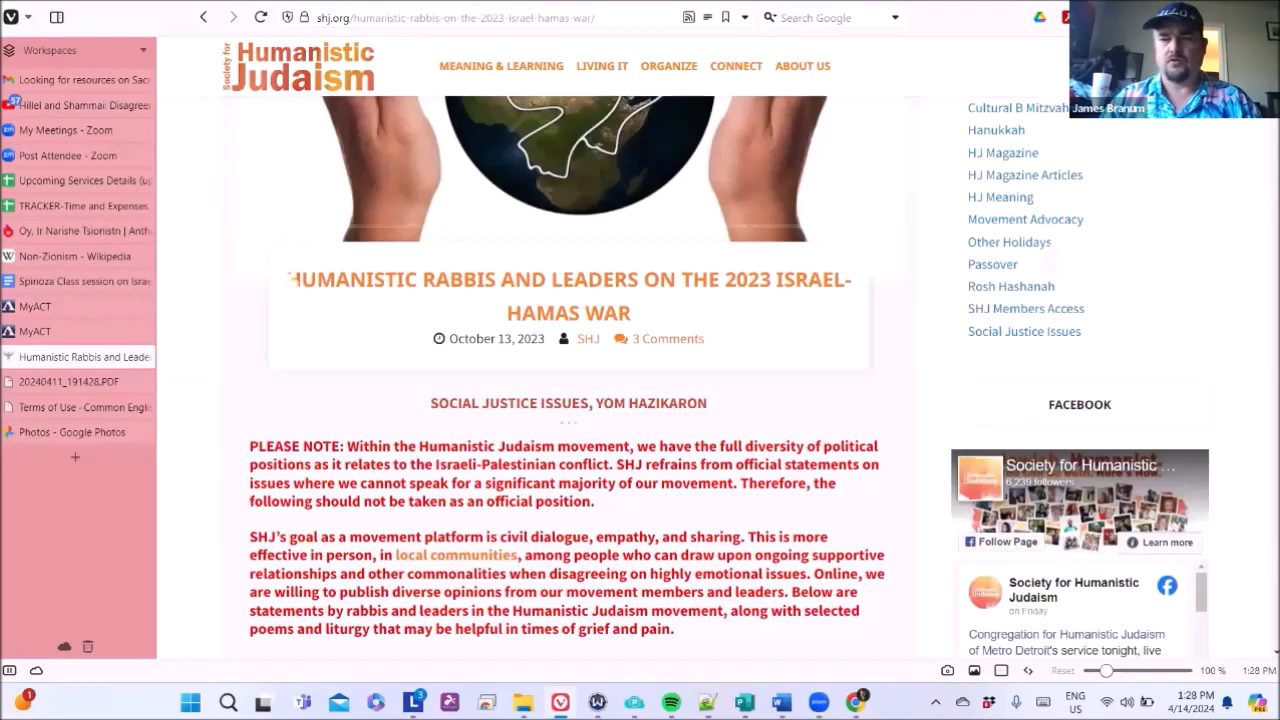 shj.org/humanistic-rabbis-on-the-2023-israel-hamas-war/
Search Google
Workspaces
Looking for resources on Sac
37
Hillel and Shammai: Disagree
My Meetings - Zoom
Post Attendee - Zoom
Upcoming Services Details (up
TRACKER-Time and Expenses
Oy, Ir Narishe Tsionistn | Anth
Non-Zionism - Wikipedia
Spinoza Class session on Israe
MyACT
MyACT
Humanistic Rabbis and Leade
20240411_191428.PDF
Terms of Use - Common Engli
Photos - Google Photos
Society for
Humanistic
Judaism
MEANING & LEARNING LIVING IT ORGANIZE CONNECT ABOUT US
HUMANISTIC RABBIS AND LEADERS ON THE 2023 ISRAEL-
HAMAS WAR
October 13, 2023 SHJ 3 Comments
SOCIAL JUSTICE ISSUES, YOM HAZIKARON
PLEASE NOTE: Within the Humanistic Judaism movement, we have the full diversity of political
positions as it relates to the Israeli-Palestinian conflict. SHJ refrains from official statements on
issues where we cannot speak for a significant majority of our movement. Therefore, the
following should not be taken as an official position.
SHJ's goal as a movement platform is civil dialogue, empathy, and sharing. This is more
effective in person, in local communities, among people who can draw upon ongoing supportive
relationships and other commonalities when disagreeing on highly emotional issues. Online, we
are willing to publish diverse opinions from our movement members and leaders. Below are
statements by rabbis and leaders in the Humanistic Judaism movement, along with selected
poems and liturgy that may be helpful in times of grief and pain.
James Branum
Cultural B Mitzvah
Hanukkah
HJ Magazine
HJ Magazine Articles
HJ Meaning
Movement Advocacy
Other Holidays
Passover
Rosh Hashanah
SHJ Members Access
Social Justice Issues
FACEBOOK
Society for Humanistic ...
6,239 followers
Follow Page
Learn more
Society for Humanistic
Judaism
on Friday
Congregation for Humanistic Judaism
of Metro Detroit's service tonight, live
Reset 100 % 1:28 PM
1
3
ENG
US
1:28 PM
4/14/2024